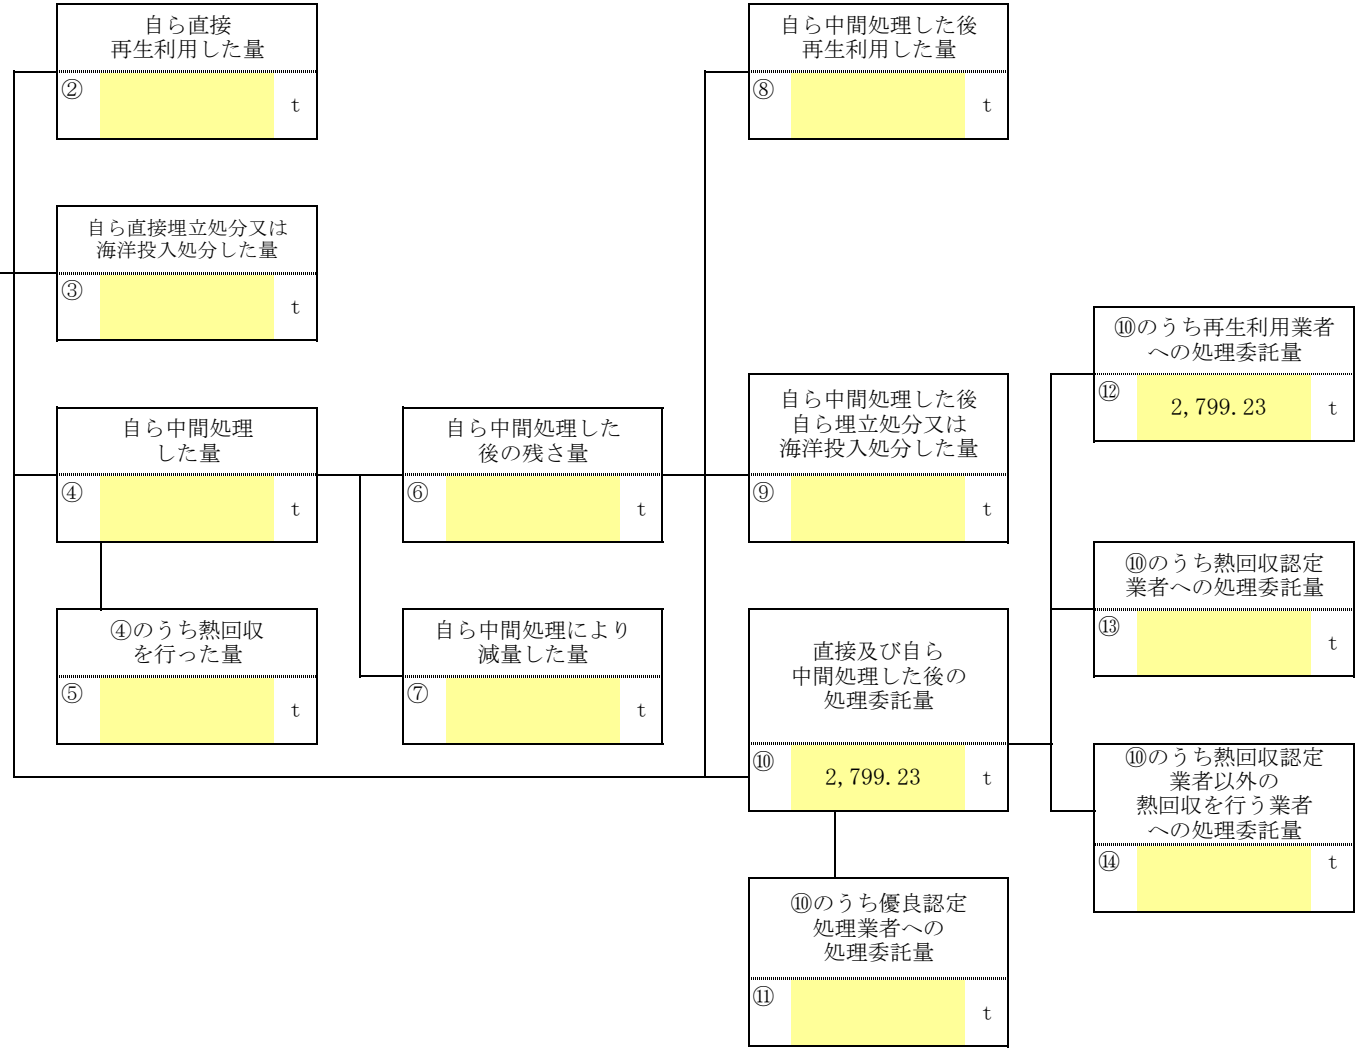 自ら直接
再生利用した量
②
t
自ら中間処理した後
再生利用した量
⑧
t
自ら直接埋立処分又は
海洋投入処分した量
③
t
⑩のうち再生利用業者
への処理委託量
⑫
2,799.23
t
自ら中間処理
した量
④
t
自ら中間処理した
後の残さ量
⑥
t
自ら中間処理した後
自ら埋立処分又は
海洋投入処分した量
⑨
t
⑩のうち熱回収認定
業者への処理委託量
⑬
t
④のうち熱回収
を行った量
⑤
t
自ら中間処理により
減量した量
⑦
t
直接及び自ら
中間処理した後の
処理委託量
⑩
2,799.23
t
⑩のうち熱回収認定
業者以外の
熱回収を行う業者
への処理委託量
⑭
t
⑩のうち優良認定
処理業者への
処理委託量
⑪
t